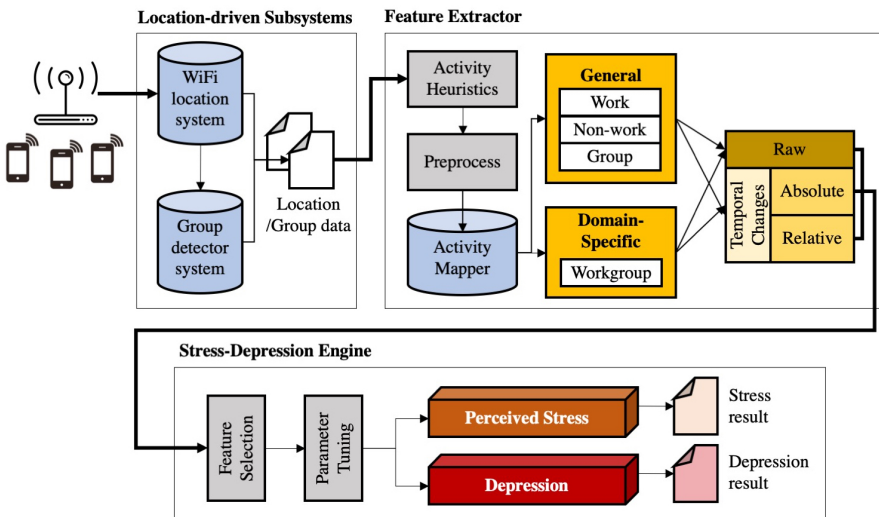 Location-driven Subsystems
Feature Extractor
WiFi
location
system
Group
detector
system
Location
/Group data
Activity
Heuristics
Preprocess
Activity
Mapper
General
Work
Non-work
Group
Domain-
Specific
Workgroup
Raw
Temporal
Changes
Absolute
Relative
Stress-Depression Engine
Feature
Selection
Parameter
Tuning
Perceived Stress
Stress
result
Depression
Depression
result